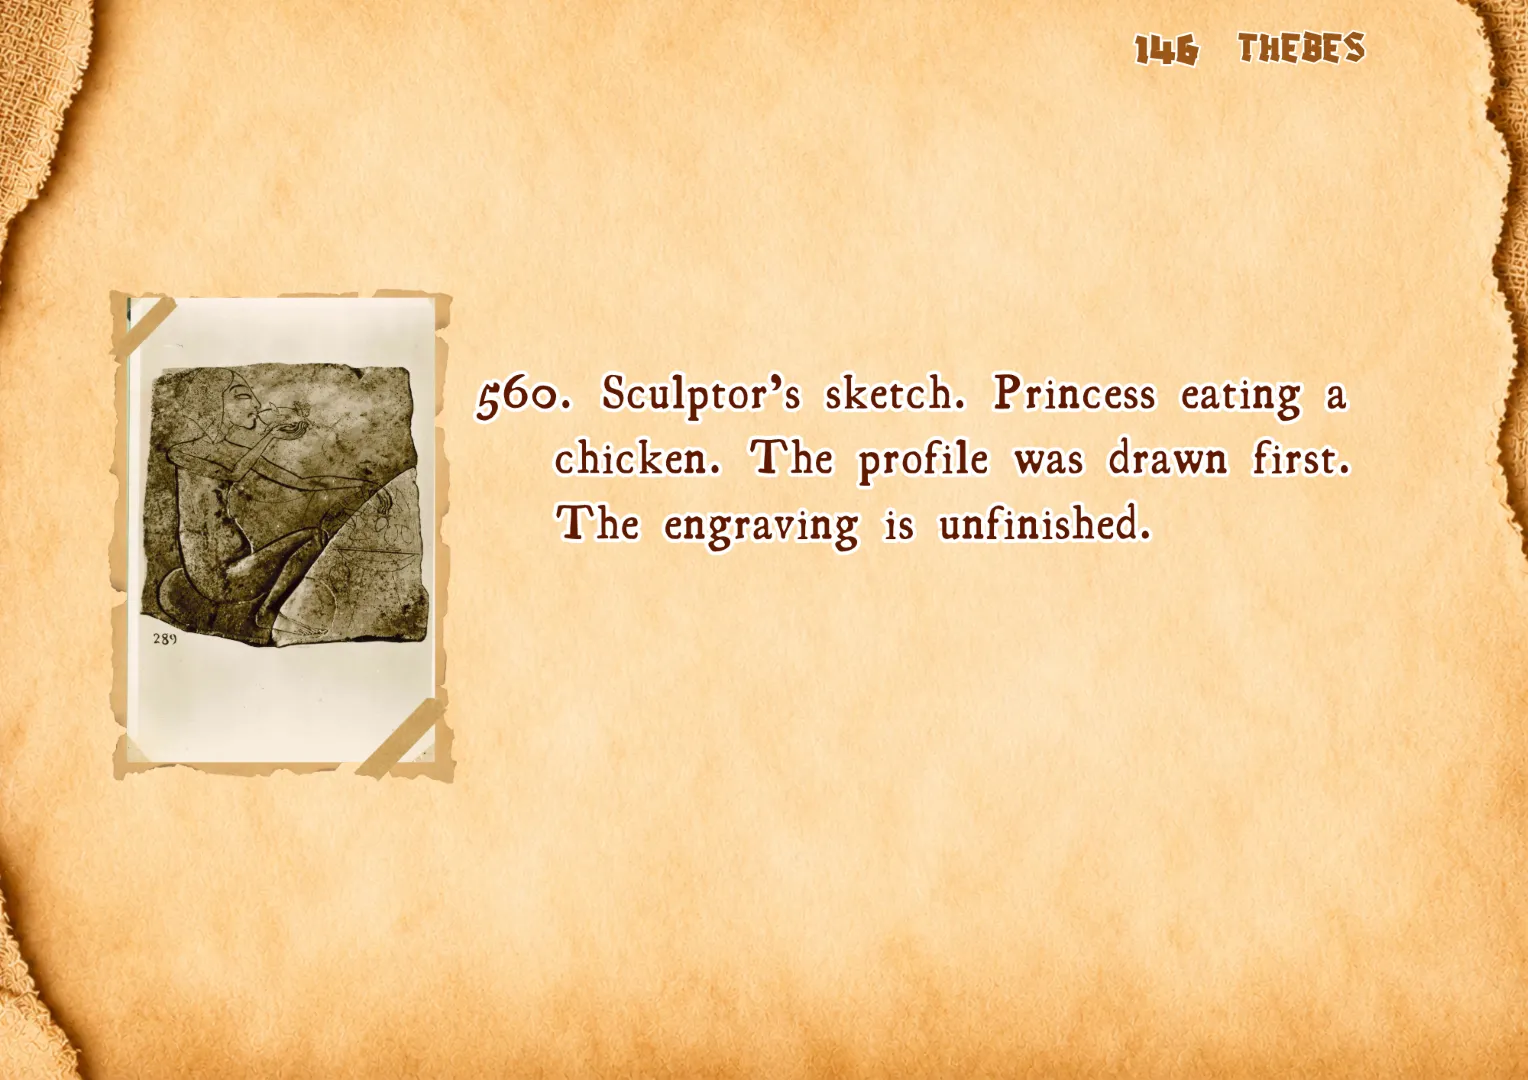 146 THEBES
560. Sculptor's sketch. Princess eating a
chicken. The profile was drawn first.
The engraving is unfinished.
289